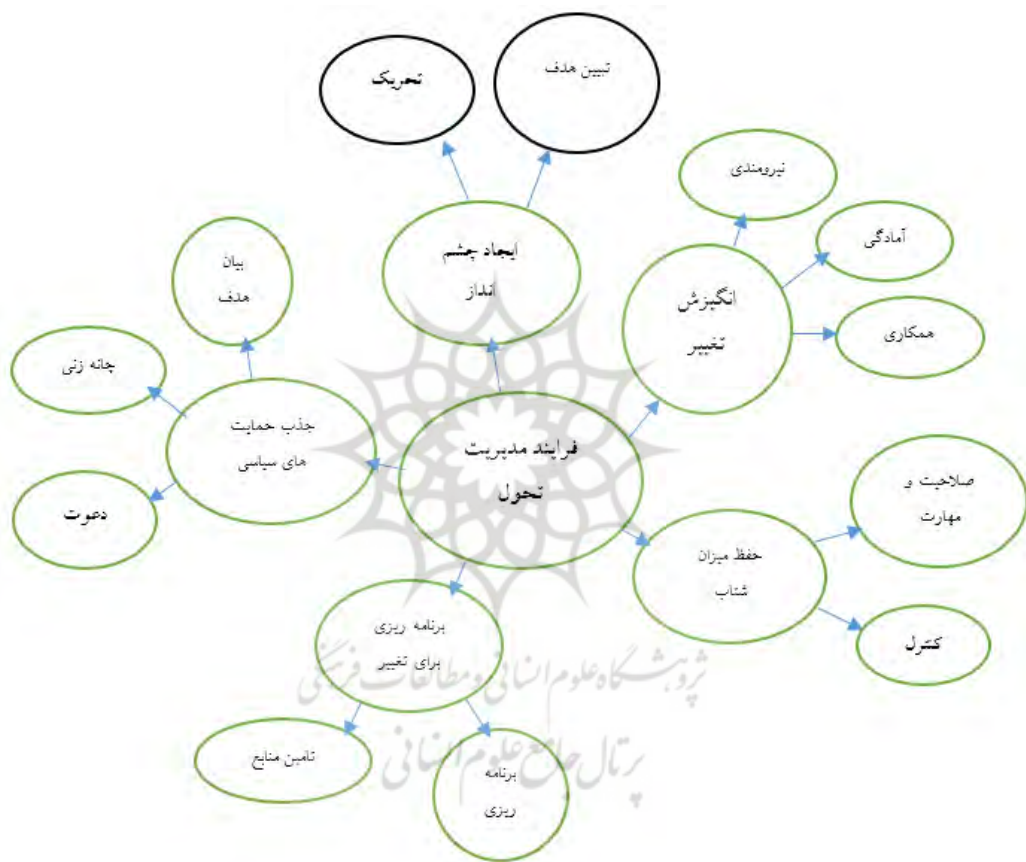 تحریک
تبیین هدف
نیرومندی
آمادگی
همکاری
انگیزش
تغییر
ایجاد چشم
انداز
بیان
هدف
چانه زنی
جذب حمایت
های سیاسی
دعوت
فرایند مدیریت
تحول
صلاحیت و
مهارت
حفظ میزان
شتاب
کنترل
برنامه ریزی
برای تغییر
تامین منابع
برنامه
ریزی
پژوهشگاه علوم انسانی و مطالعات فرهنگی
پرتال جامع علوم انسانی